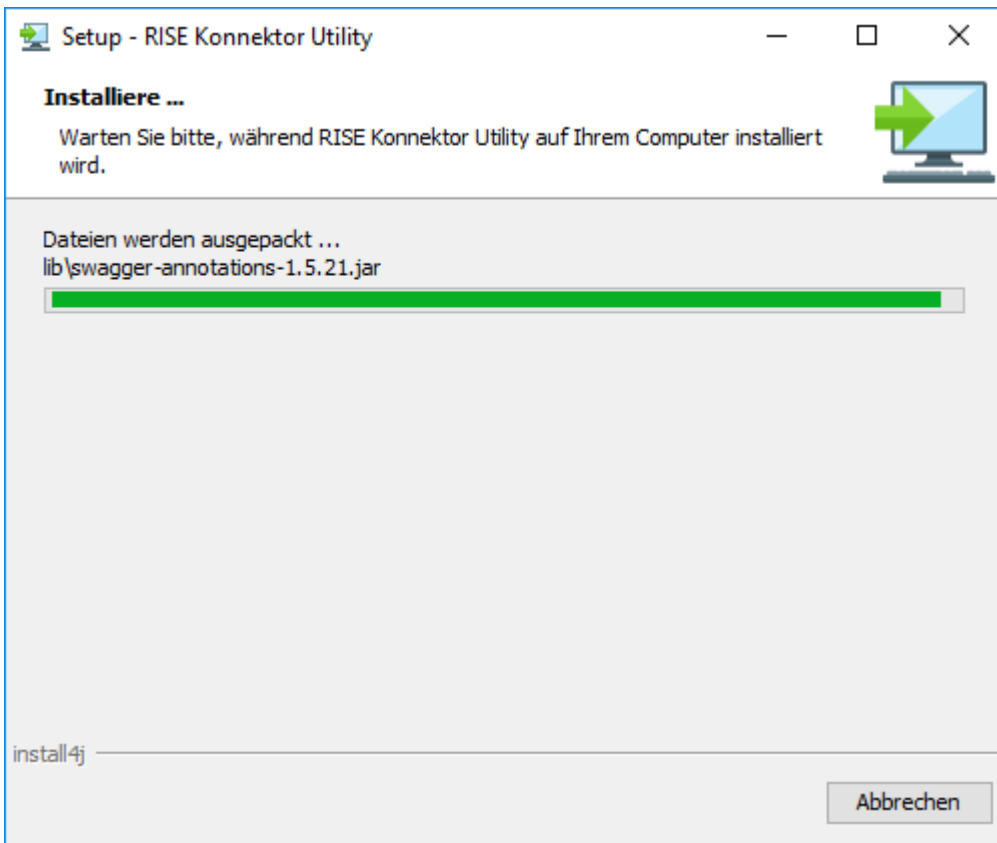 Setup - RISE Konnektor Utility
Installiere ...
Warten Sie bitte, während RISE Konnektor Utility auf Ihrem Computer installiert
wird.
Dateien werden ausgepackt ...
lib\swagger-annotations-1.5.21.jar
install4j
Abbrechen